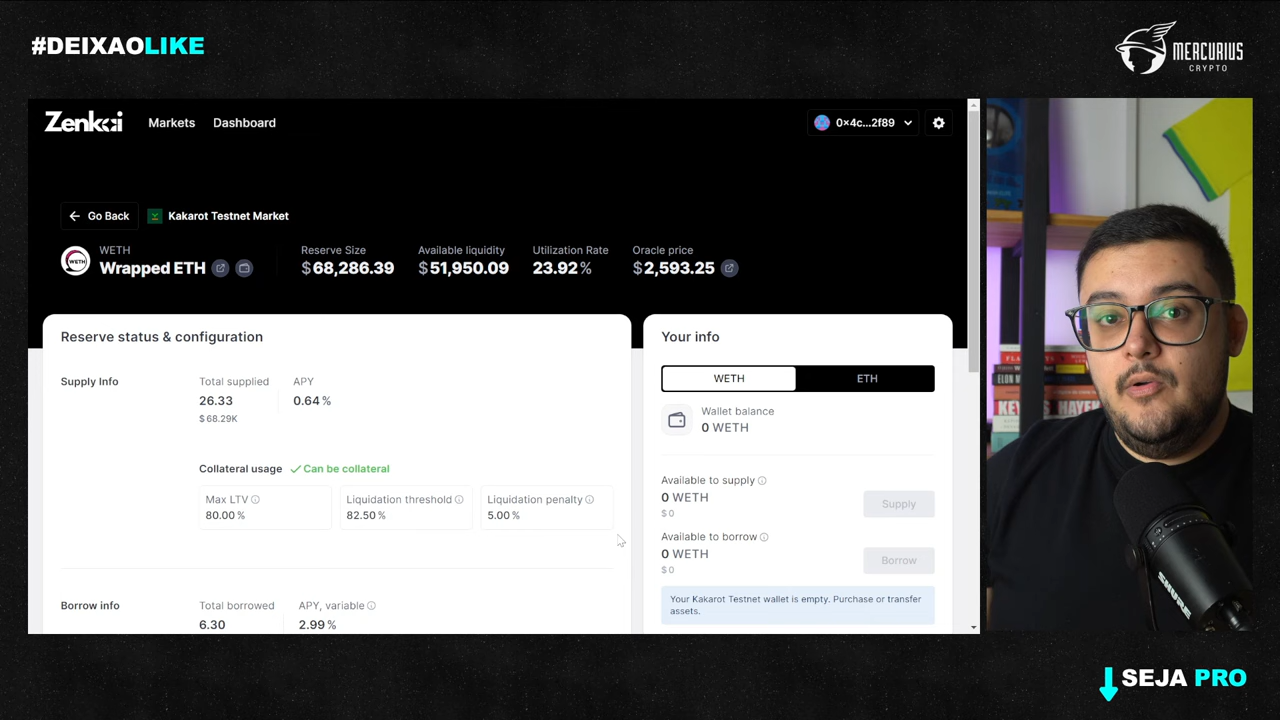 #DEIXAOLIKE
MERCURIUS
CRYPTO
Zenkai
Markets
Dashboard
0x4c...2f89
Go Back
Kakarot Testnet Market
WETH
WETH
Wrapped ETH
Reserve Size
$68,286.39
Available liquidity
$51,950.09
Utilization Rate
23.92%
Oracle price
$2,593.25
Reserve status & configuration
Supply Info
Total supplied
26.33
$68.29K
APY
0.64%
Collateral usage
Can be collateral
Max LTV
80.00%
Liquidation threshold
82.50%
Liquidation penalty
5.00%
Borrow info
Total borrowed
6.30
APY, variable
2.99%
Your info
WETH
ETH
Wallet balance
0 WETH
Available to supply
0 WETH
$0
Supply
Available to borrow
0 WETH
$0
Borrow
Your Kakarot Testnet wallet is empty. Purchase or transfer
assets.
ELON MUSK
SHURE
SEJA PRO